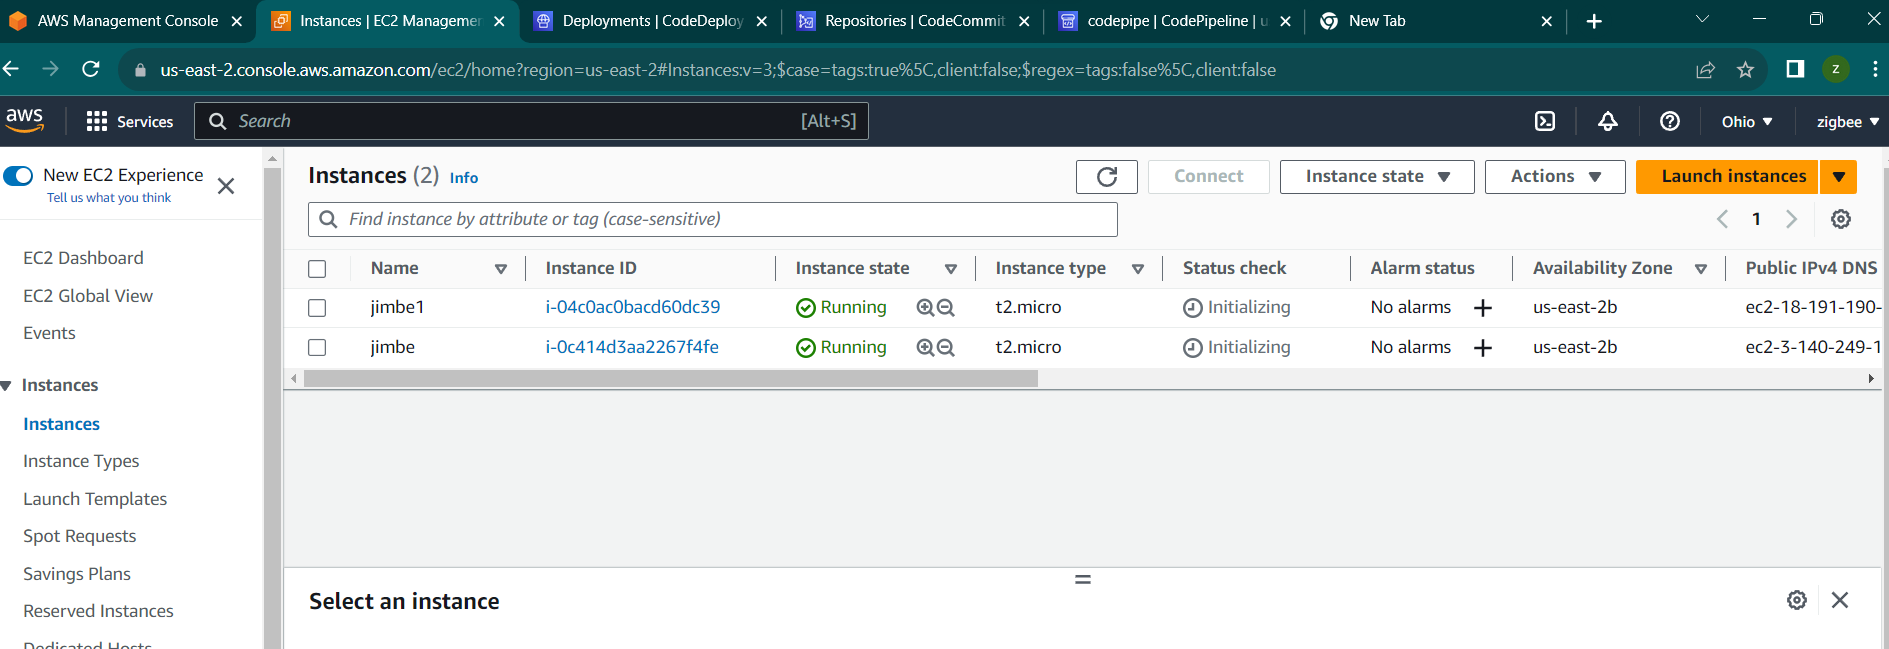 AWS Management Console
Instances | EC2 Managemer
Deployments | CodeDeploy
Repositories | CodeCommit
codepipe | CodePipeline | u
New Tab
us-east-2.console.aws.amazon.com/ec2/home?region=us-east-2#Instances:v=3;$case=tags:true%5C,client:false;$regex=tags:false%5C,client:false
z
aws
Services
Search
[Alt+S]
Ohio
zigbee
New EC2 Experience
Tell us what you think
EC2 Dashboard
EC2 Global View
Events
Instances
Instances
Instance Types
Launch Templates
Spot Requests
Savings Plans
Reserved Instances
Dedicated Hosts
Instances (2) Info
Connect
Instance state
Actions
Launch instances
Find instance by attribute or tag (case-sensitive)
1
Name Instance ID Instance state Instance type Status check Alarm status Availability Zone Public IPv4 DNS
jimbe1 i-04c0ac0bacd60dc39 Running t2.micro Initializing No alarms + us-east-2b ec2-18-191-190-
jimbe i-0c414d3aa2267f4fe Running t2.micro Initializing No alarms + us-east-2b ec2-3-140-249-1
Select an instance